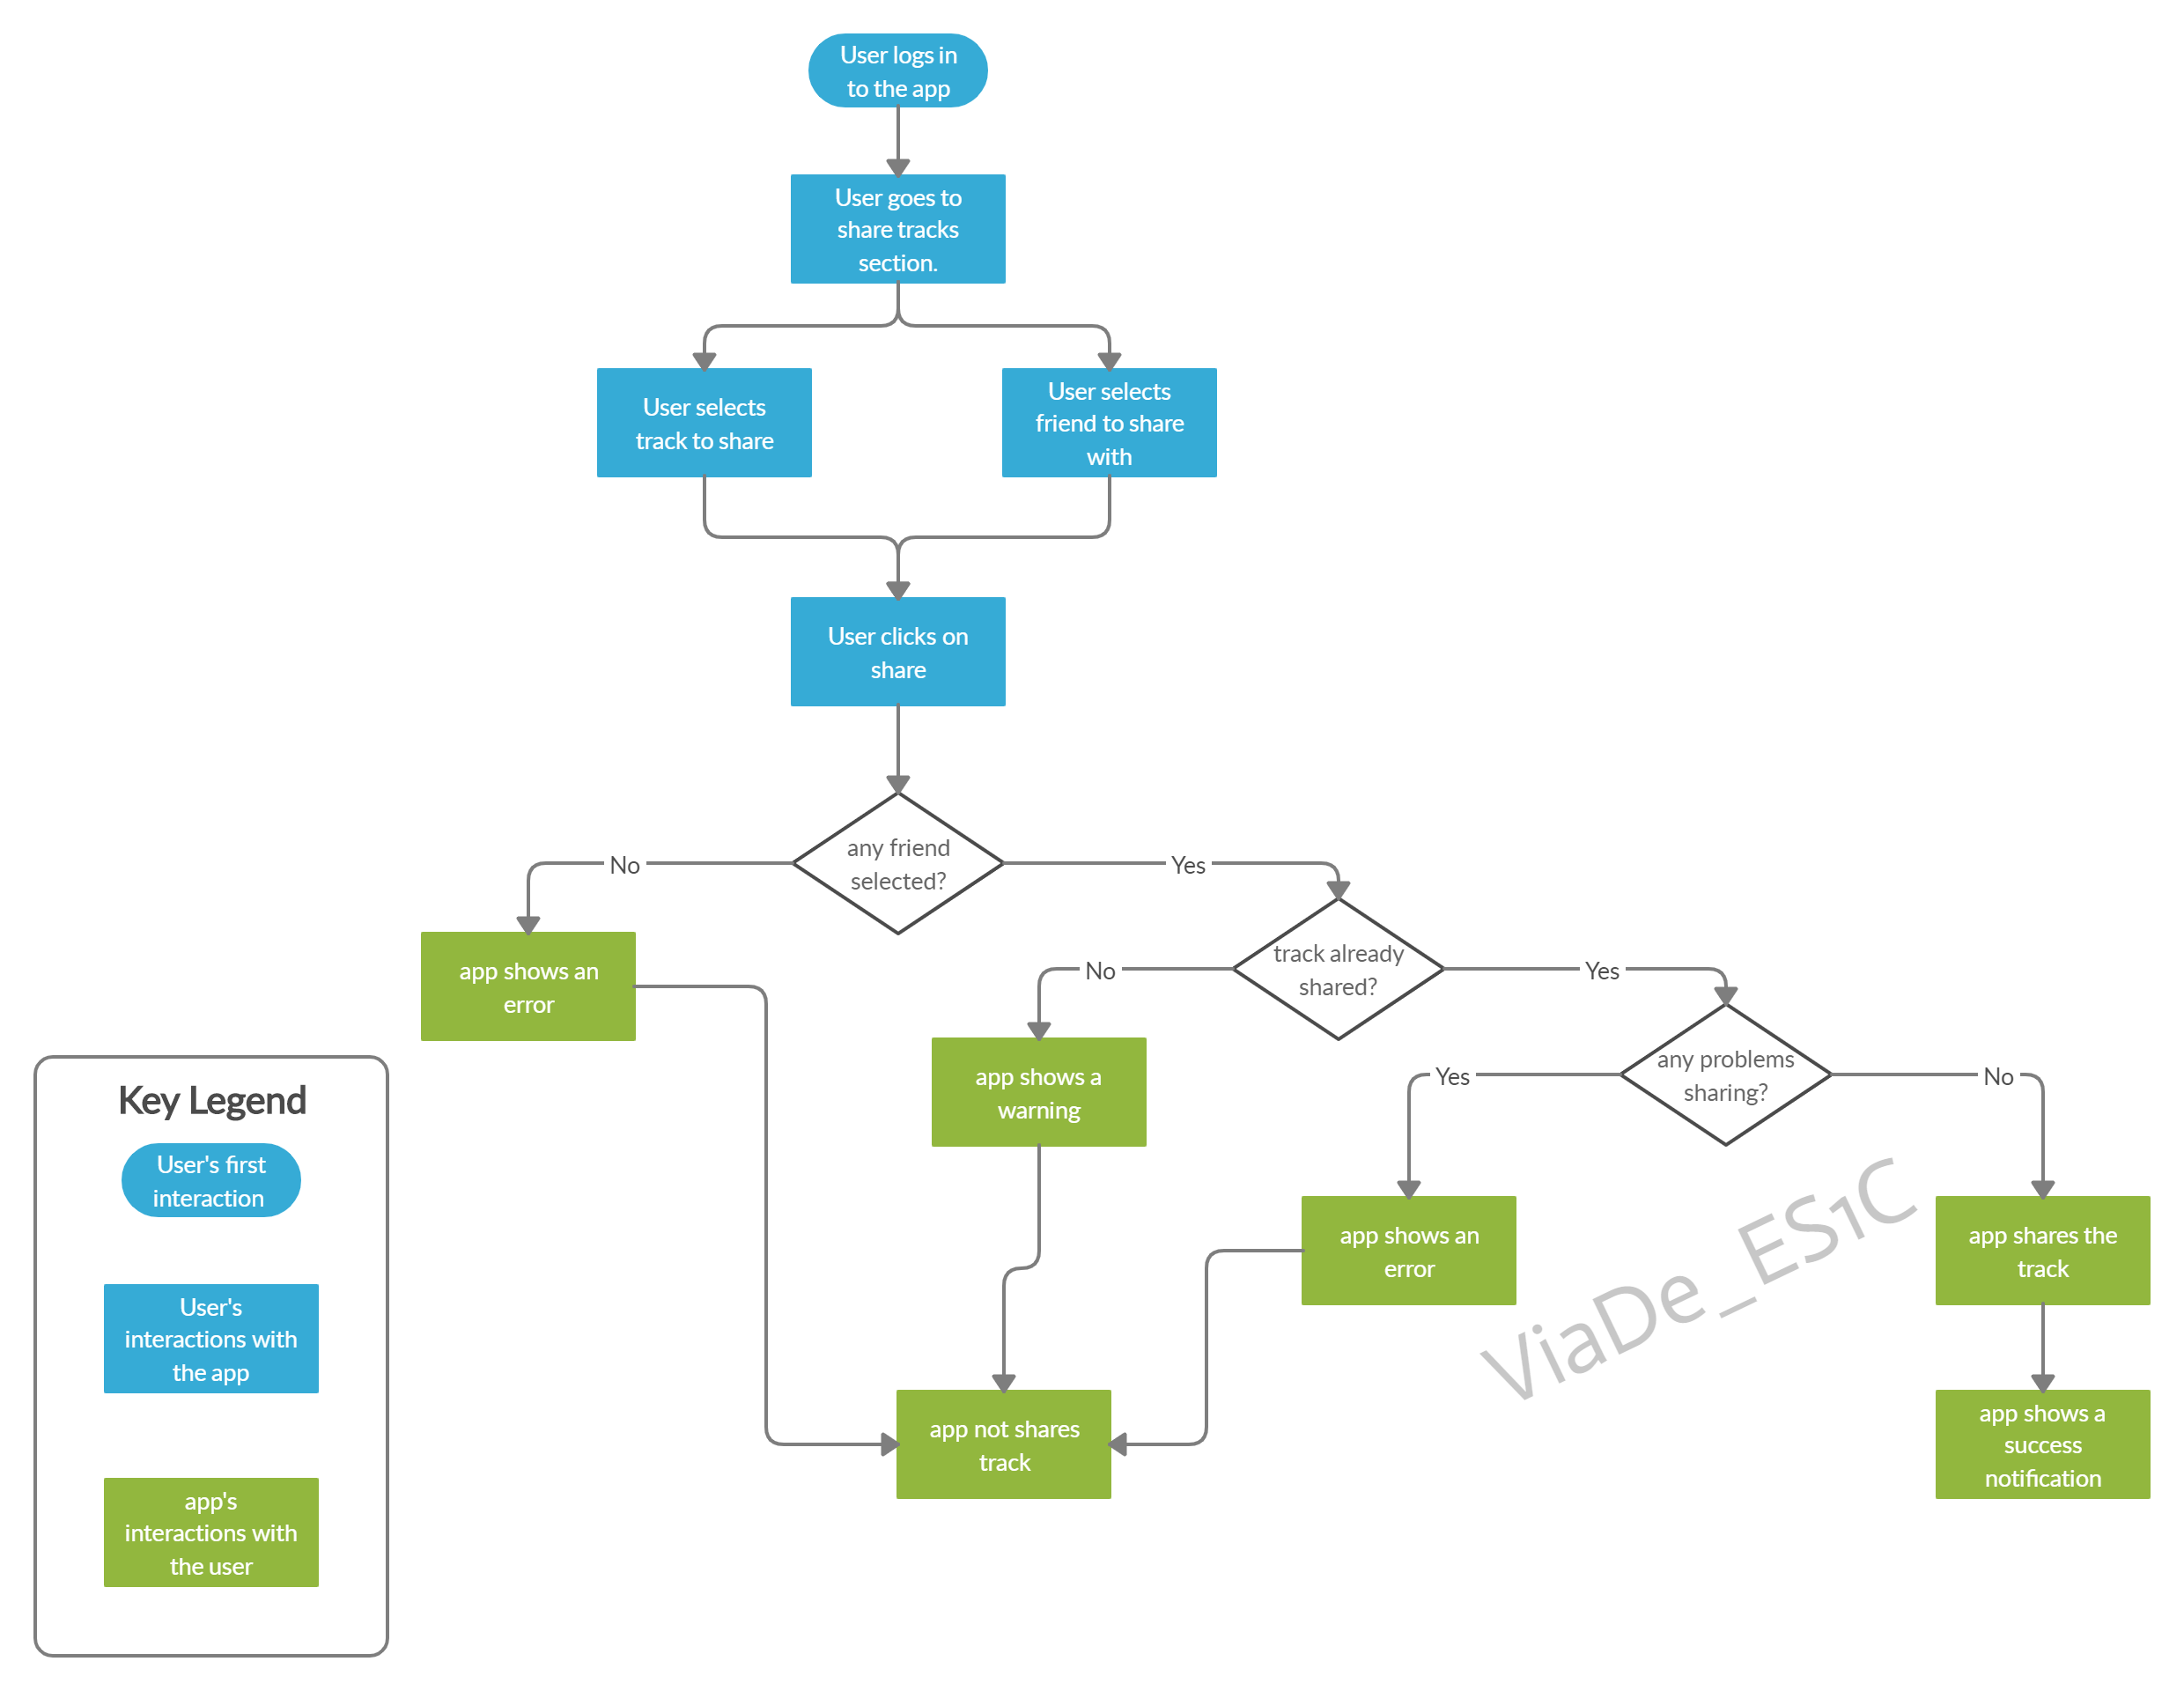 User logs in
to the app
User goes to
share tracks
section.
User selects
track to share
User selects
friend to share
with
User clicks on
share
any friend
selected?
No
Yes
app shows an
error
track already
shared?
No
Yes
app shows a
warning
any problems
sharing?
Yes
No
app shows an
error
app shares the
track
app not shares
track
app shows a
success
notification
Key Legend
User's first
interaction
User's
interactions with
the app
app's
interactions with
the user
ViaDe_ES1C